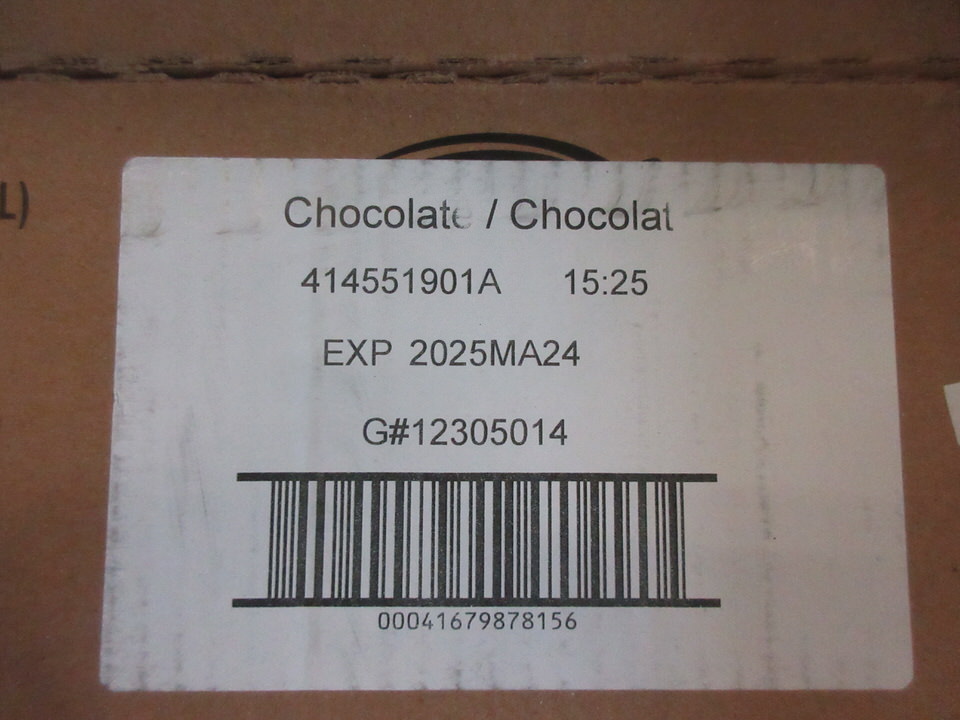 Chocolate / Chocolat
414551901A 15:25
EXP 2025MA24
G#12305014
00041679878156